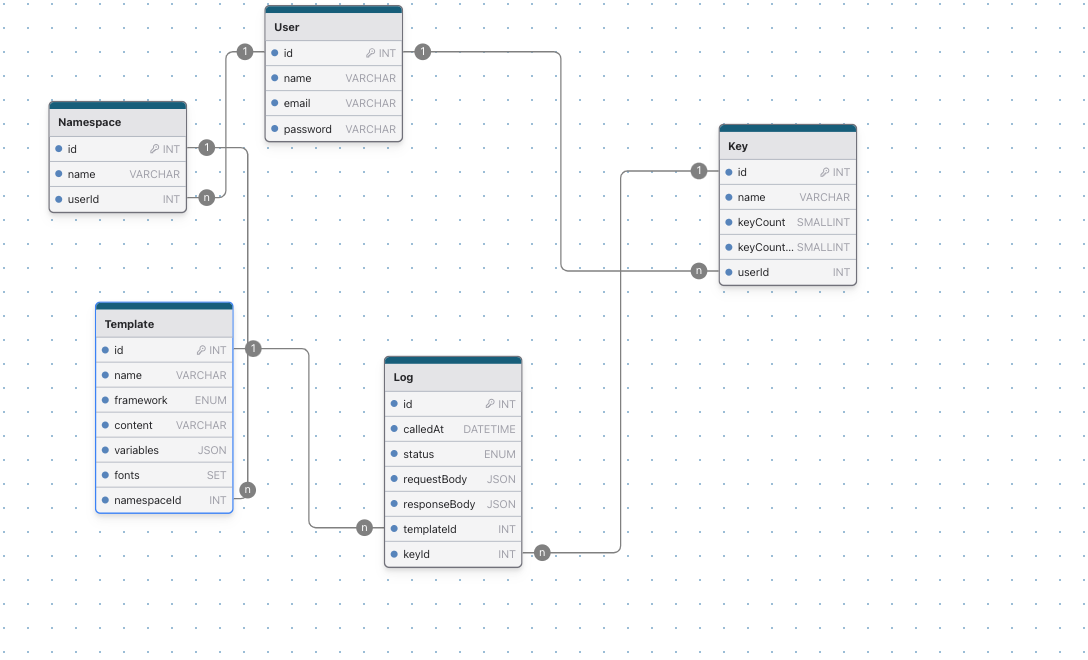 User
id INT
name VARCHAR
email VARCHAR
password VARCHAR
1
1
Namespace
id INT
name VARCHAR
userId INT
1
n
Key
id INT
name VARCHAR
keyCount SMALLINT
keyCount... SMALLINT
userId INT
1
n
Template
id INT
name VARCHAR
framework ENUM
content VARCHAR
variables JSON
fonts SET
namespaceId INT
1
n
Log
id INT
calledAt DATETIME
status ENUM
requestBody JSON
responseBody JSON
templateId INT
keyId INT
n
n